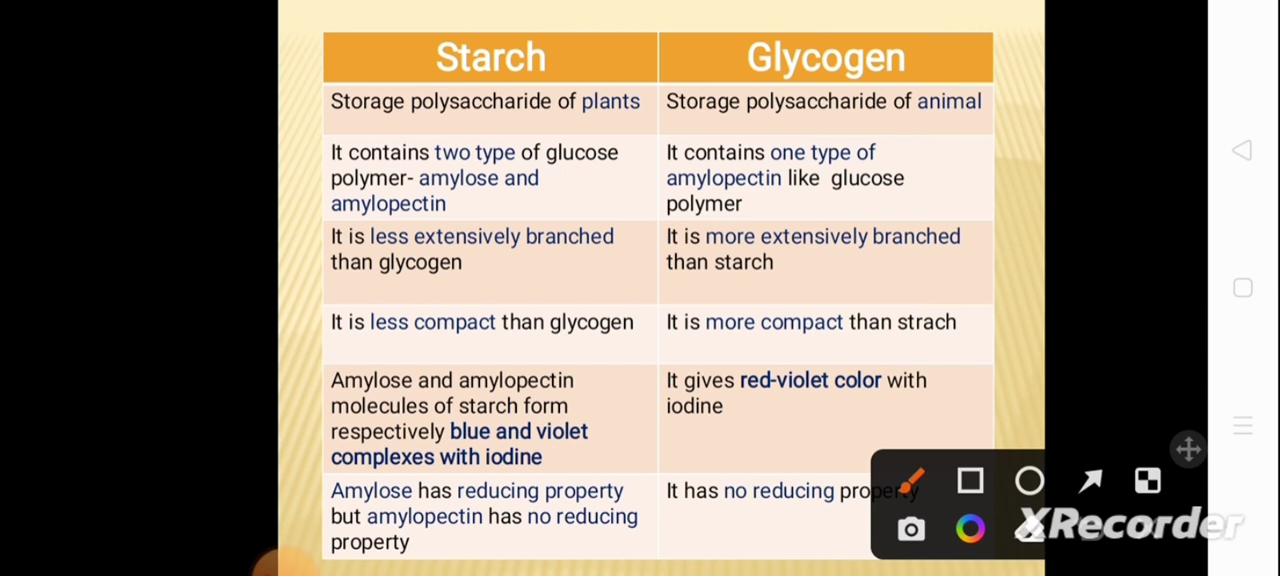 Starch
Glycogen
Storage polysaccharide of plants
Storage polysaccharide of animal
It contains two type of glucose
polymer- amylose and
amylopectin
It contains one type of
amylopectin like glucose
polymer
It is less extensively branched
than glycogen
It is more extensively branched
than starch
It is less compact than glycogen
It is more compact than strach
Amylose and amylopectin
molecules of starch form
respectively blue and violet
complexes with iodine
It gives red-violet color with
iodine
Amylose has reducing property
but amylopectin has no reducing
property
It has no reducing property
XRecorder